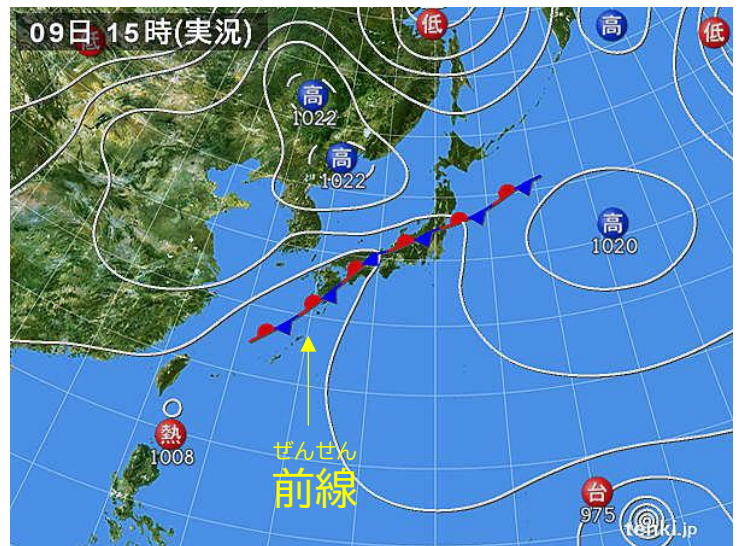 09日 15時(実況)
低
低
高
低
高
1022
高
1022
高
1020
熱
1008
ぜんせん
前線
台
975
tenki.jp